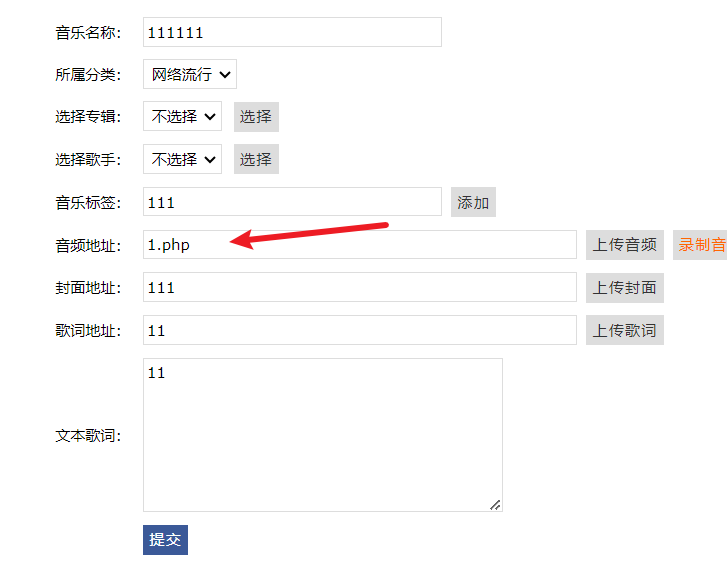 音乐名称： 111111
所属分类： 网络流行
选择专辑： 不选择 选择
选择歌手： 不选择 选择
音乐标签： 111 添加
音频地址： 1.php 上传音频 录制音
封面地址： 111 上传封面
歌词地址： 11 上传歌词
11
文本歌词：
提交